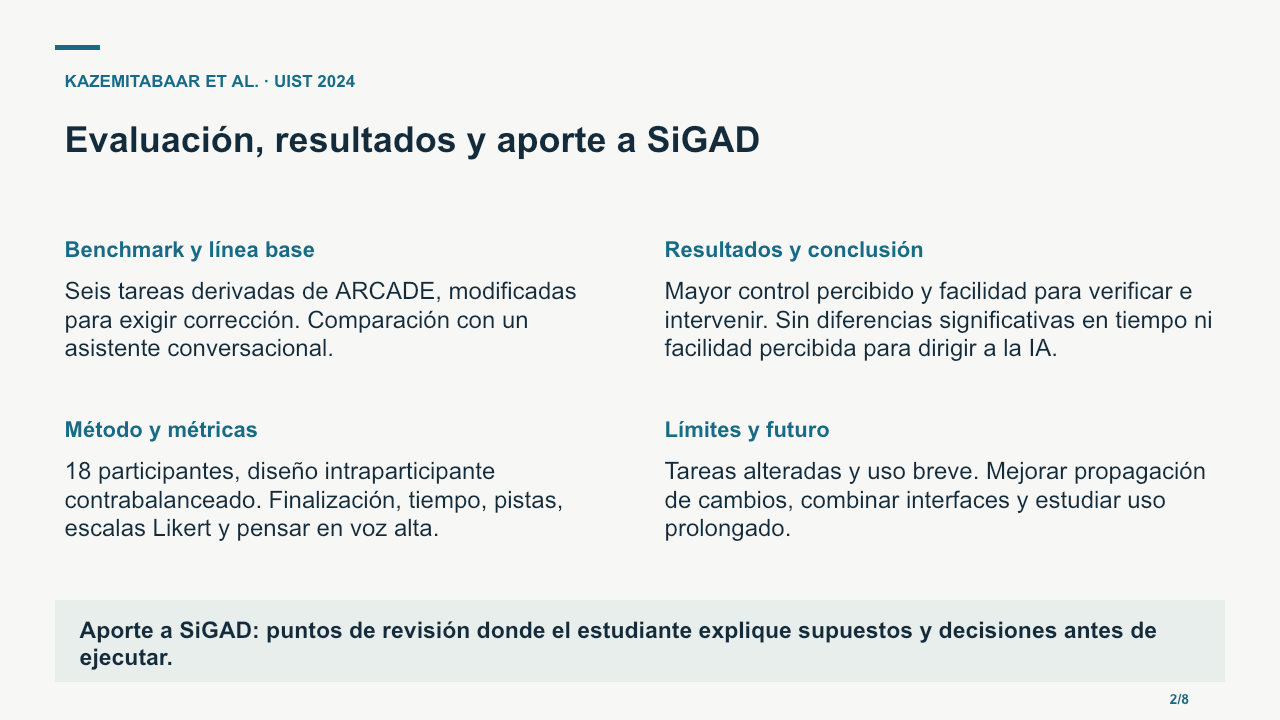 KAZEMITABAAR ET AL. · UIST 2024
Evaluación, resultados y aporte a SiGAD
Benchmark y línea base
Seis tareas derivadas de ARCADE, modificadas
para exigir corrección. Comparación con un
asistente conversacional.
Método y métricas
18 participantes, diseño intraparticipante
contrabalanceado. Finalización, tiempo, pistas,
escalas Likert y pensar en voz alta.
Resultados y conclusión
Mayor control percibido y facilidad para verificar e
intervenir. Sin diferencias significativas en tiempo ni
facilidad percibida para dirigir a la IA.
Límites y futuro
Tareas alteradas y uso breve. Mejorar propagación
de cambios, combinar interfaces y estudiar uso
prolongado.
Aporte a SiGAD: puntos de revisión donde el estudiante explique supuestos y decisiones antes de
ejecutar.
2/8